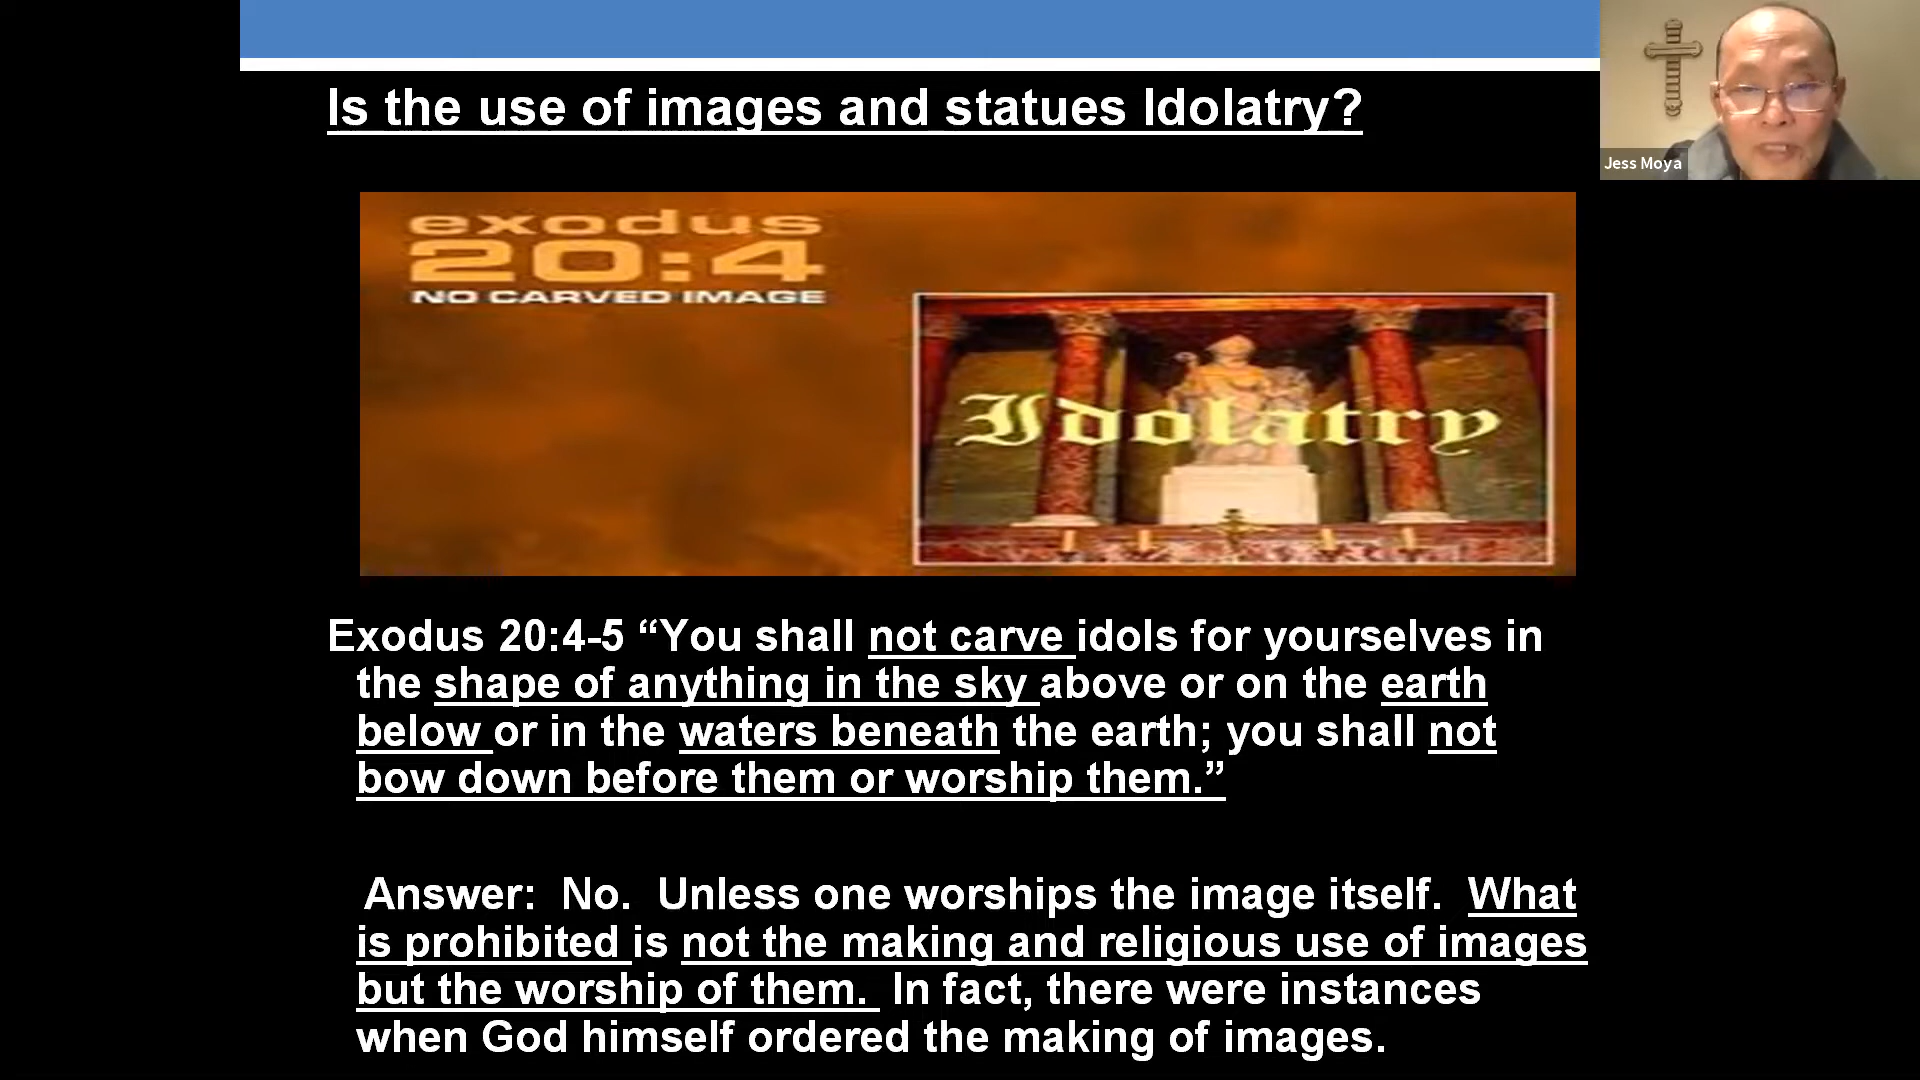 Is the use of images and statues Idolatry?
Jess Moya
exodus
20:4
NO CARVED IMAGE
Idolatry
Exodus 20:4-5 “You shall not carve idols for yourselves in
the shape of anything in the sky above or on the earth
below or in the waters beneath the earth; you shall not
bow down before them or worship them.”
Answer:  No.  Unless one worships the image itself.  What
is prohibited is not the making and religious use of images
but the worship of them.  In fact, there were instances
when God himself ordered the making of images.